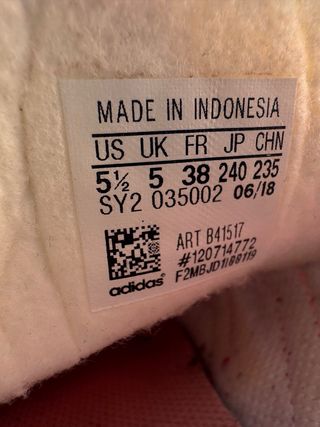 MADE IN INDONESIA
US UK FR JP CHN
5½ 5 38 240 235
SY2 035002 06/18
ART B41517
#120714772
adidas